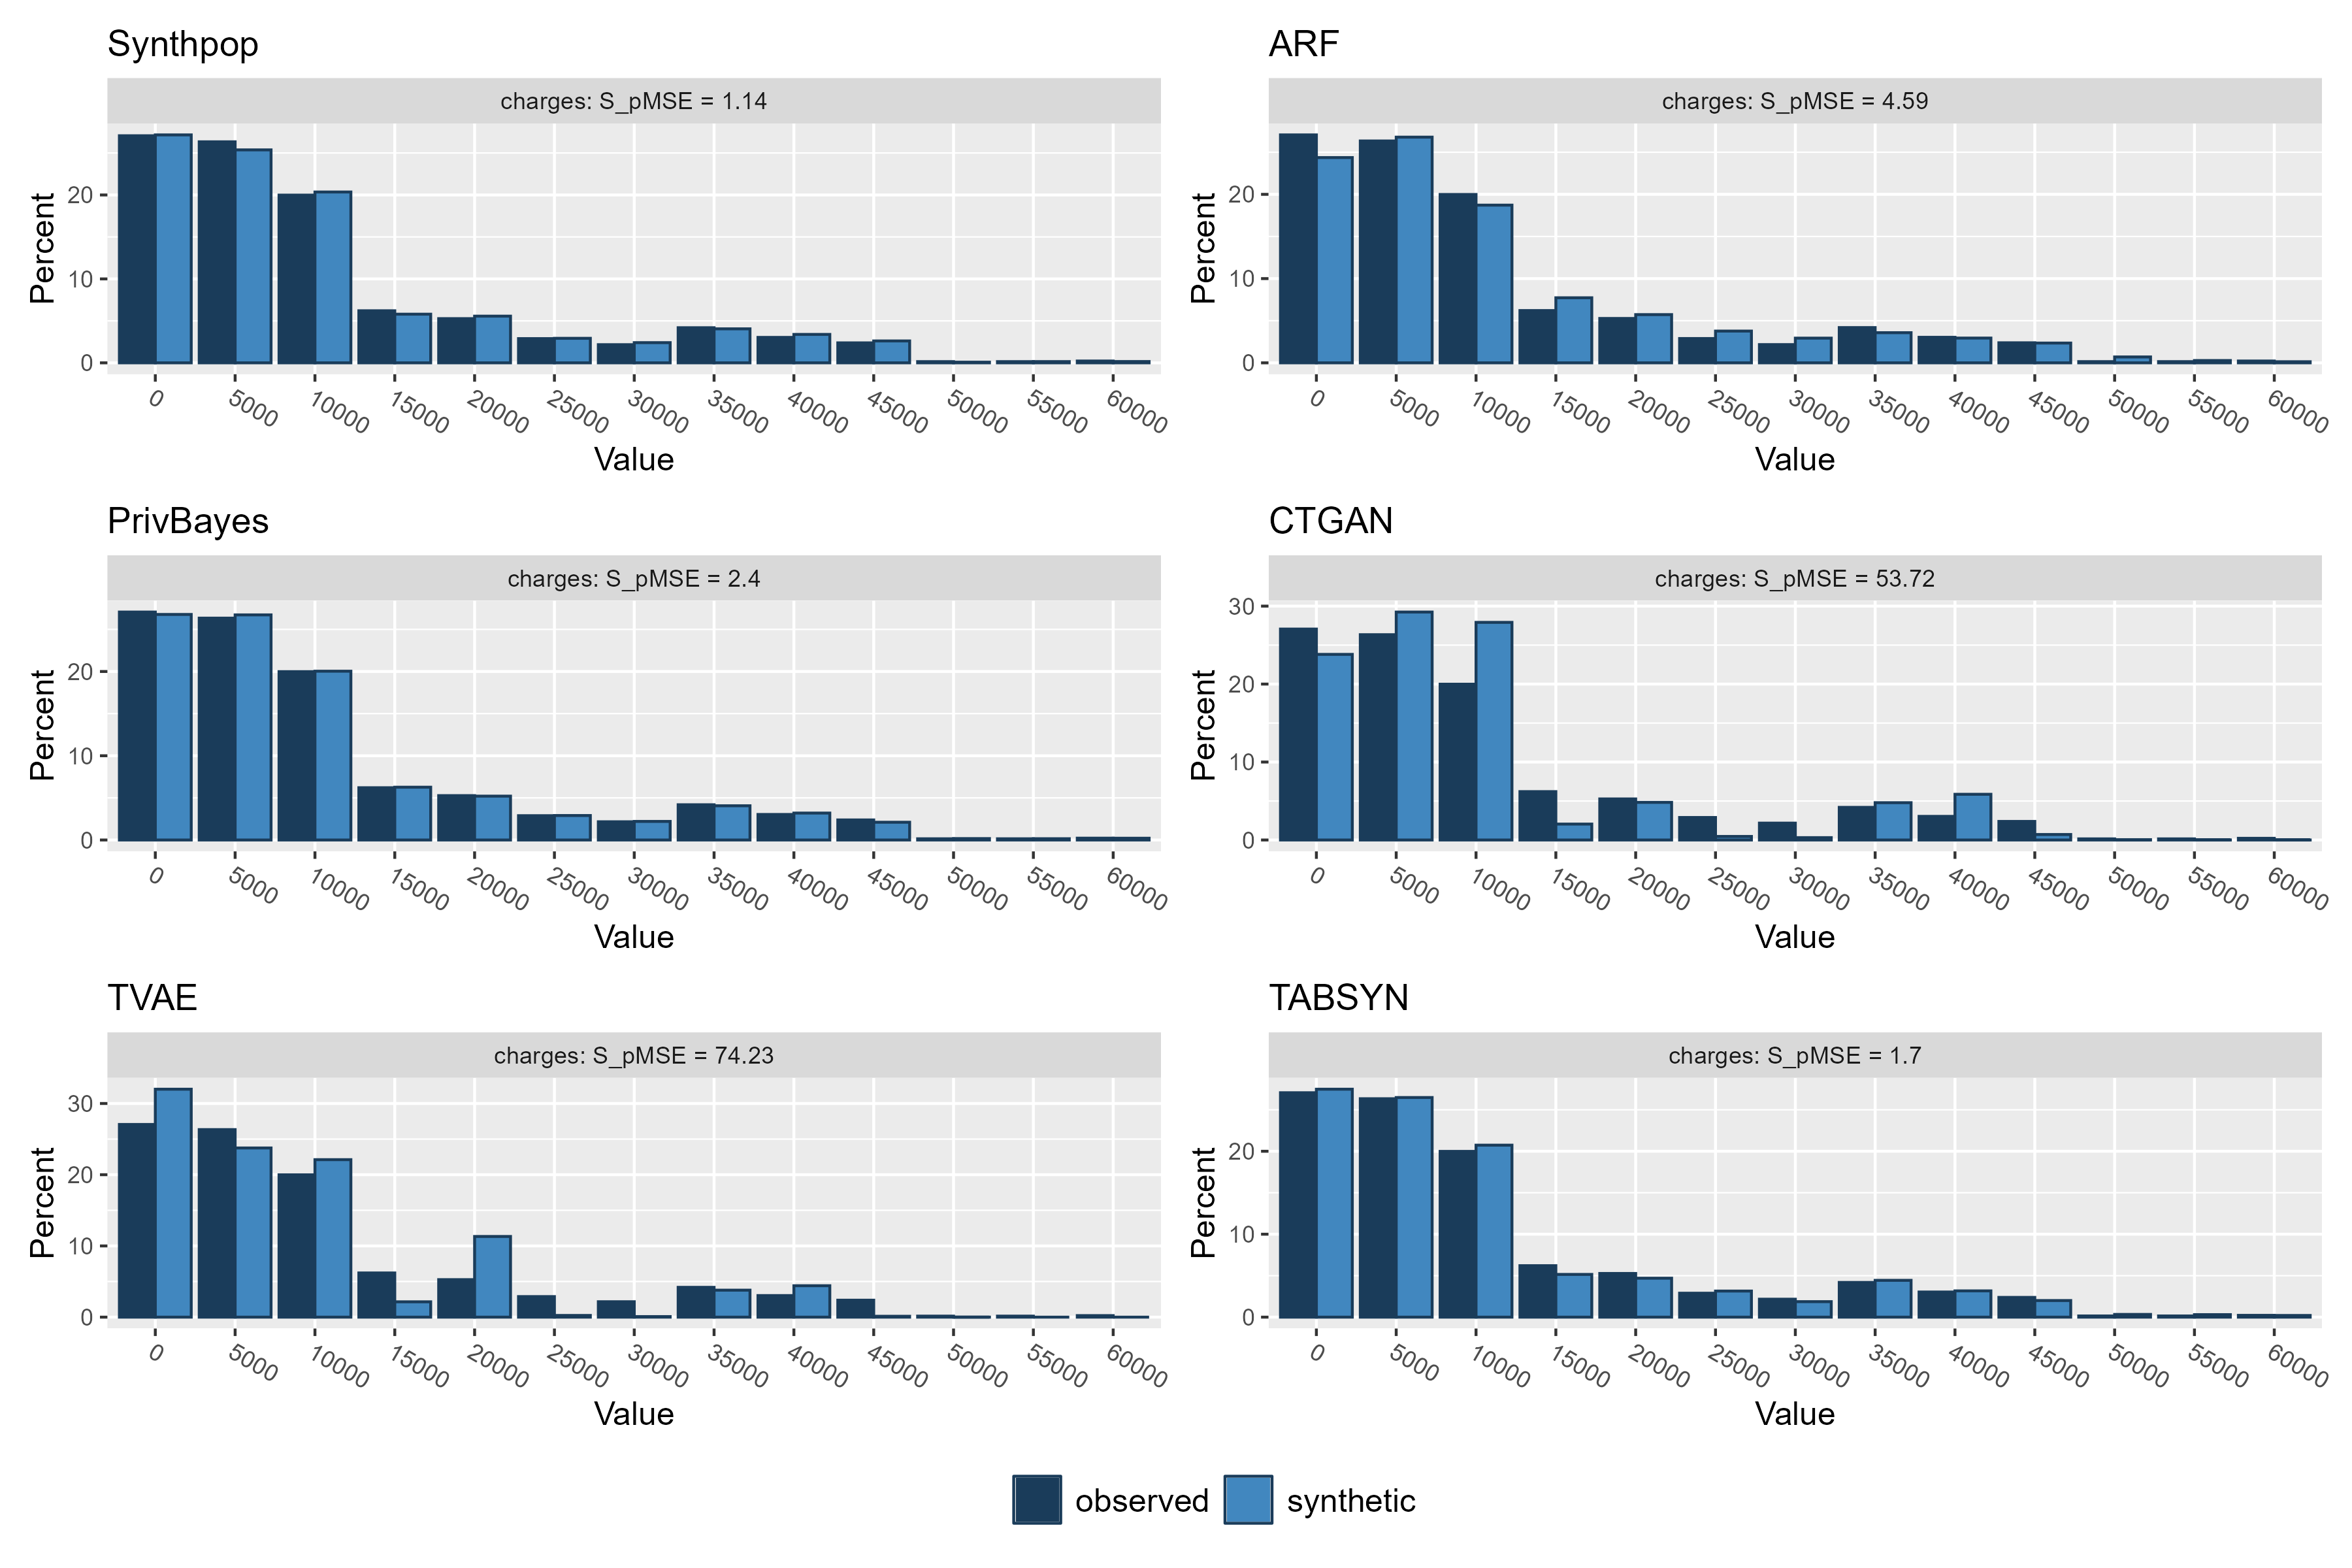 Synthpop
charges: S_pMSE = 1.14
Percent
20
10
0
0 5000 10000 15000 20000 25000 30000 35000 40000 45000 50000 55000 60000
Value
ARF
charges: S_pMSE = 4.59
Percent
20
10
0
0 5000 10000 15000 20000 25000 30000 35000 40000 45000 50000 55000 60000
Value
PrivBayes
charges: S_pMSE = 2.4
Percent
20
10
0
0 5000 10000 15000 20000 25000 30000 35000 40000 45000 50000 55000 60000
Value
CTGAN
charges: S_pMSE = 53.72
Percent
30
20
10
0
0 5000 10000 15000 20000 25000 30000 35000 40000 45000 50000 55000 60000
Value
TVAE
charges: S_pMSE = 74.23
Percent
30
20
10
0
0 5000 10000 15000 20000 25000 30000 35000 40000 45000 50000 55000 60000
Value
TABSYN
charges: S_pMSE = 1.7
Percent
20
10
0
0 5000 10000 15000 20000 25000 30000 35000 40000 45000 50000 55000 60000
Value
observed synthetic